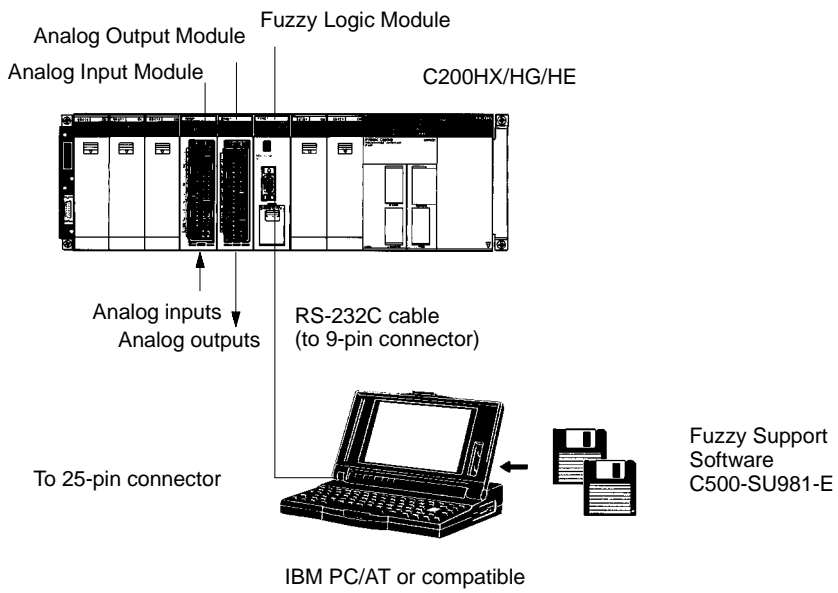 Fuzzy Logic Module
Analog Output Module
Analog Input Module
C200HX/HG/HE
Analog inputs
Analog outputs
RS-232C cable
(to 9-pin connector)
To 25-pin connector
Fuzzy Support
Software
C500-SU981-E
IBM PC/AT or compatible